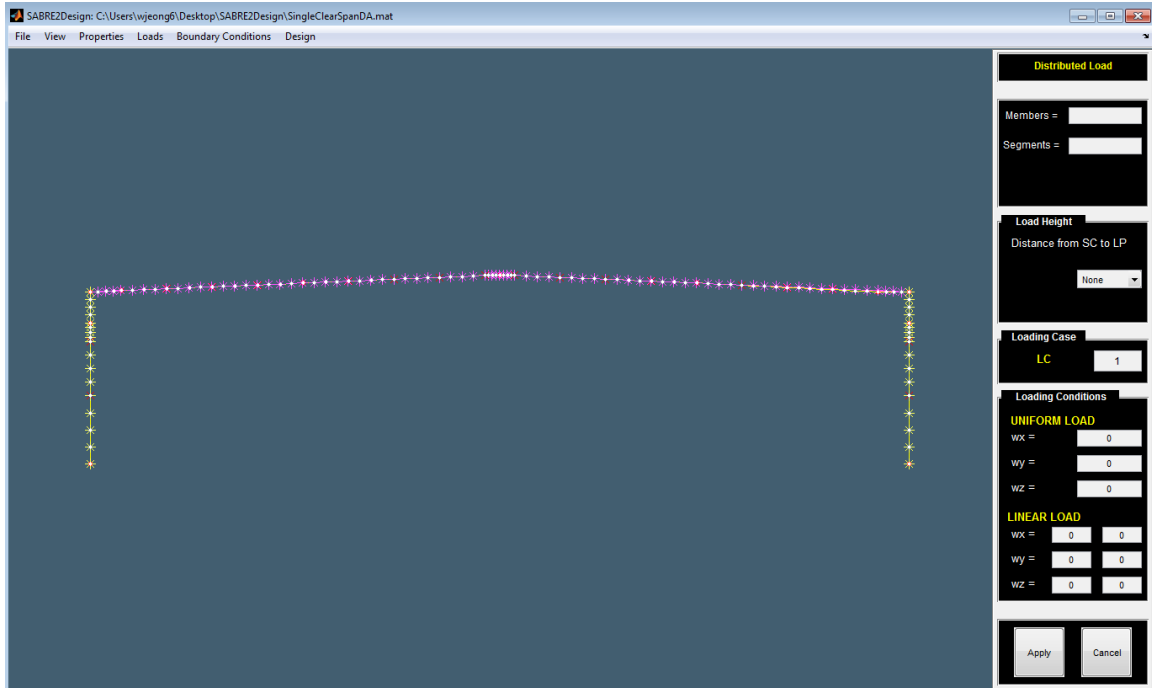 SABRE2Design: C:\Users\wjeong6\Desktop\SABRE2Design\SingleClearSpanDA.mat
File View Properties Loads Boundary Conditions Design
Distributed Load
Members =
Segments =
Load Height
Distance from SC to LP
None
Loading Case
LC 1
Loading Conditions
UNIFORM LOAD
wx = 0
wy = 0
wz = 0
LINEAR LOAD
wx = 0 0
wy = 0 0
wz = 0 0
Apply Cancel